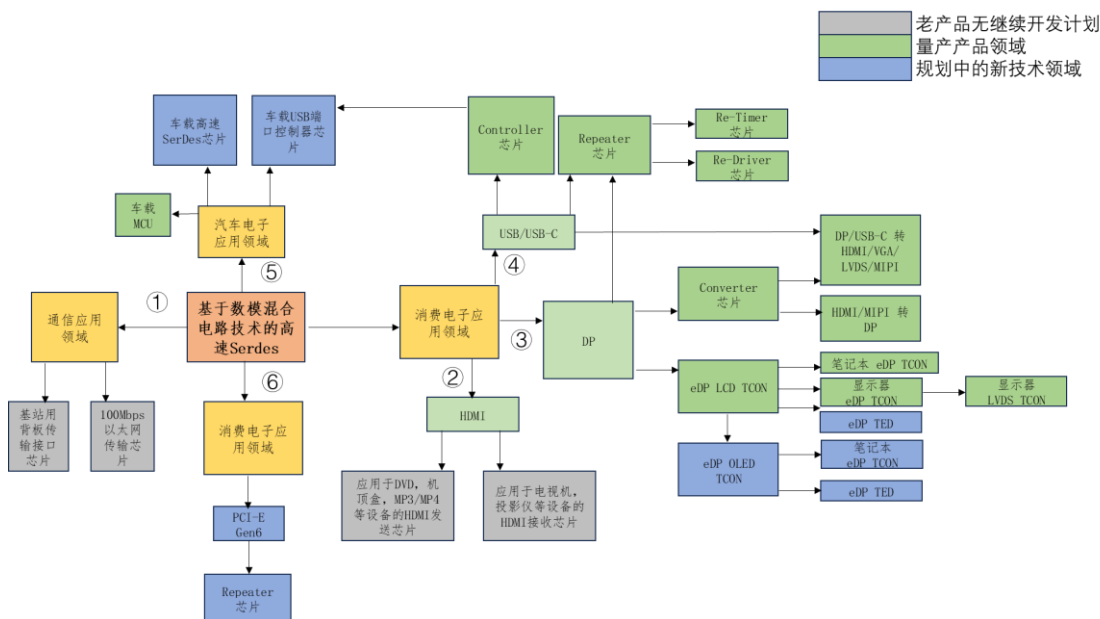 老产品无继续开发计划
量产产品领域
规划中的新技术领域
车载高速
SerDes芯片
车载USB端
口控制器芯
片
Controller
芯片
Repeater
芯片
Re-Timer
芯片
Re-Driver
芯片
车载
MCU
汽车电子
应用领域
USB/USB-C
DP/USB-C 转
HDMI/VGA/
LVDS/MIPI
⑤
④
①
通信应用
领域
基于数模混合
电路技术的高
速Serdes
消费电子应
用领域
③
DP
Converter
芯片
HDMI/MIPI 转
DP
⑥
②
eDP LCD TCON
笔记本 eDP TCON
显示器
eDP TCON
显示器
LVDS TCON
eDP TED
基站用
背板传
输接口
芯片
100Mbps
以太网
传输芯
片
消费电子应
用领域
HDMI
eDP OLED
TCON
笔记本
eDP TCON
eDP TED
应用于DVD，机
顶盒，MP3/MP4
等设备的HDMI发
送芯片
应用于电视机，
投影仪等设备的
HDMI接收芯片
PCI-E
Gen6
Repeater
芯片